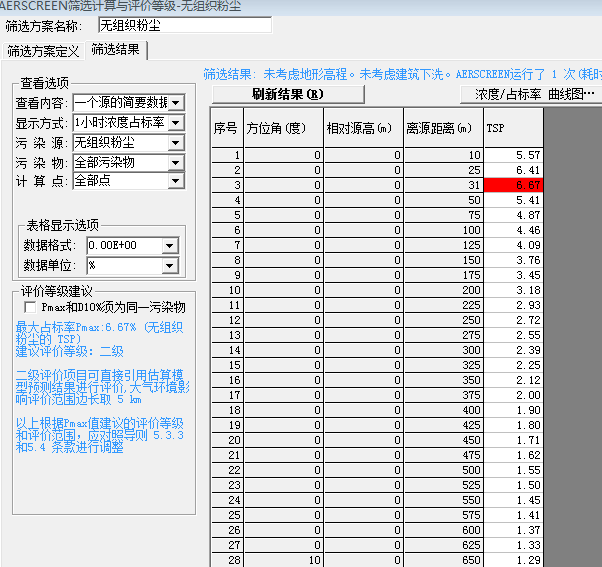 AERSCREEN筛选计算与评价等级-无组织粉尘
筛选方案名称: 无组织粉尘
筛选方案定义 筛选结果
筛选结果: 未考虑地形高程。未考虑建筑下洗。AERSCREEN运行了 1 次(耗时
查看选项
查看内容: 一个源的简要数据
显示方式: 1小时浓度占标率
污 染 源: 无组织粉尘
污 染 物: 全部污染物
计 算 点: 全部点
表格显示选项
数据格式: 0.00E+00
数据单位: %
评价等级建议
Pmax和D10%须为同一污染物
最大占标率Pmax:6.67% (无组织
粉尘的 TSP)
建议评价等级: 二级
二级评价项目可直接引用估算模
型预测结果进行评价,大气环境影
响评价范围边长取 5 km
以上根据Pmax值建议的评价等级
和评价范围, 应对照导则 5.3.3
和5.4 条款进行调整
刷新结果(R) 浓度/占标率 曲线图…
序号 方位角(度) 相对源高(m) 离源距离(m) TSP
1 0 0 10 5.57
2 0 0 25 6.41
3 0 0 31 6.67
4 0 0 50 5.41
5 0 0 75 4.87
6 0 0 100 4.46
7 0 0 125 4.09
8 0 0 150 3.76
9 0 0 175 3.45
10 0 0 200 3.18
11 0 0 225 2.93
12 0 0 250 2.72
13 0 0 275 2.55
14 0 0 300 2.39
15 0 0 325 2.25
16 0 0 350 2.12
17 0 0 375 2.00
18 0 0 400 1.90
19 0 0 425 1.80
20 0 0 450 1.71
21 0 0 475 1.62
22 0 0 500 1.55
23 0 0 525 1.50
24 0 0 550 1.45
25 0 0 575 1.41
26 0 0 600 1.37
27 0 0 625 1.33
28 10 0 650 1.29